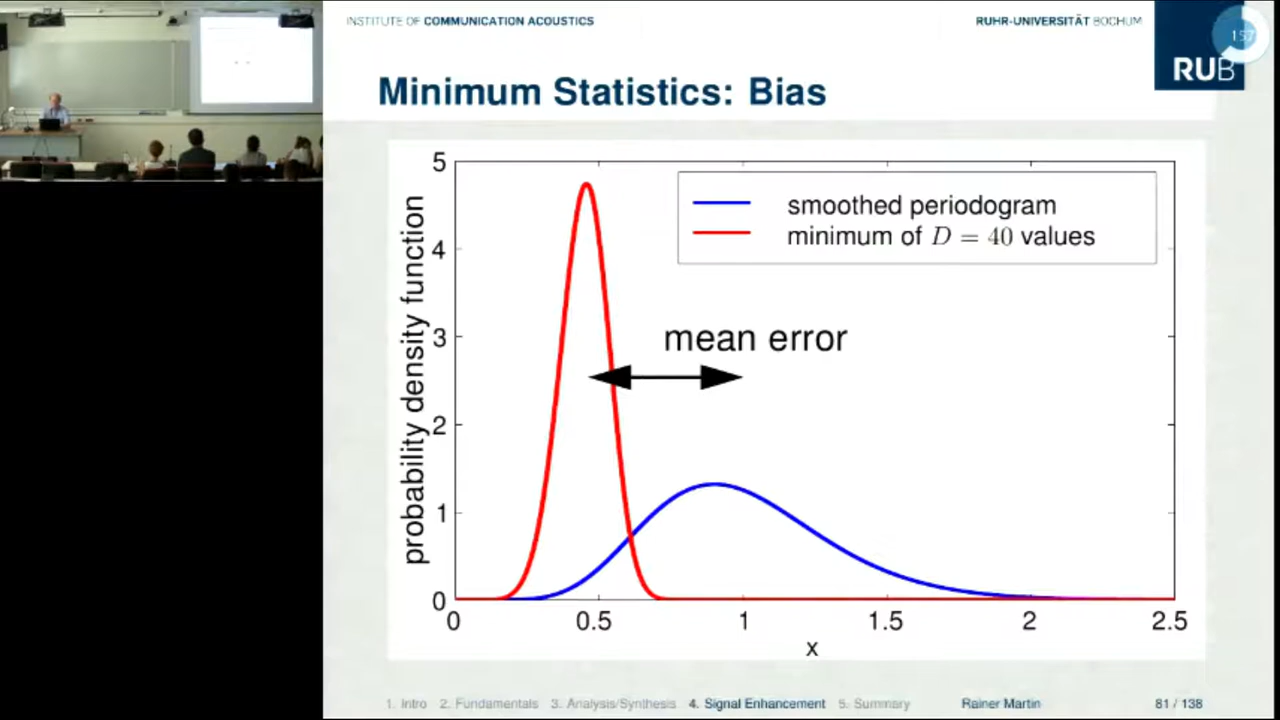 INSTITUTE OF COMMUNICATION ACOUSTICS
RUHR-UNIVERSITÄT BOCHUM
157
RUB
Minimum Statistics: Bias
5
4
3
2
1
0
probability density function
smoothed periodogram
minimum of D = 40 values
mean error
0 0.5 1 1.5 2 2.5
x
1. Intro 2. Fundamentals 3. Analysis/Synthesis 4. Signal Enhancement 5. Summary Rainer Martin 81 / 138